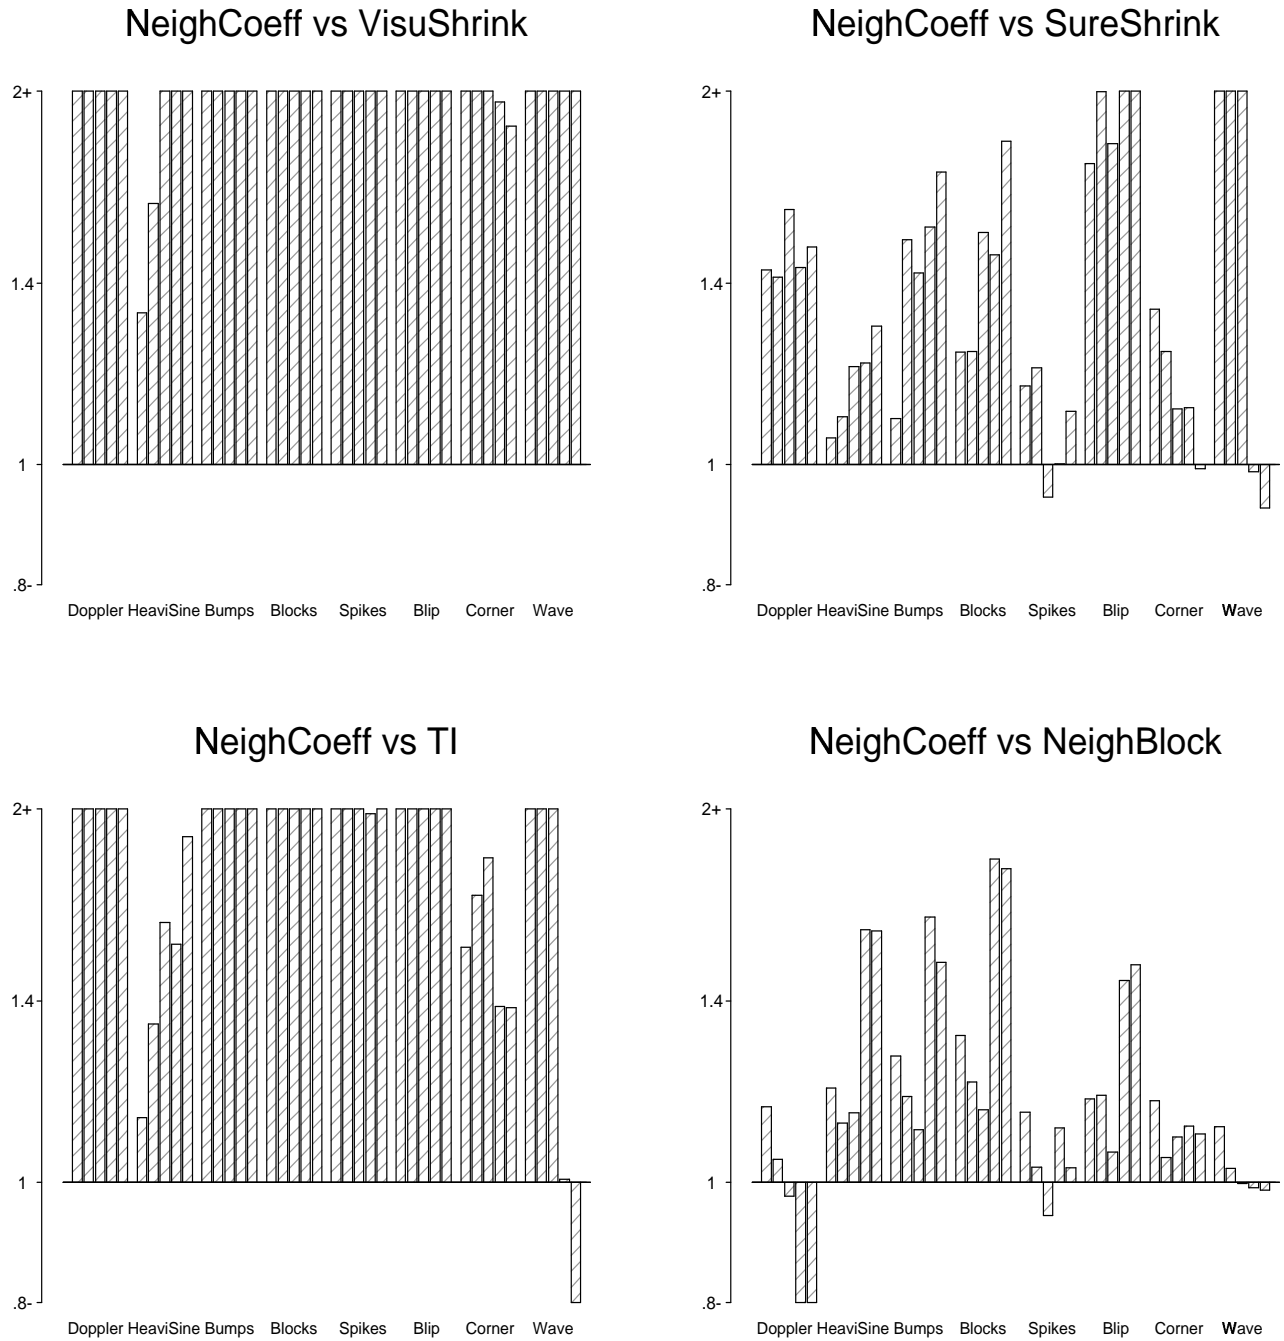 NeighCoeff vs VisuShrink
2+
1.4
1
.8-
Doppler HeaviSine Bumps Blocks Spikes Blip Corner Wave
NeighCoeff vs SureShrink
2+
1.4
1
.8-
Doppler HeaviSine Bumps Blocks Spikes Blip Corner Wave
NeighCoeff vs TI
2+
1.4
1
.8-
Doppler HeaviSine Bumps Blocks Spikes Blip Corner Wave
NeighCoeff vs NeighBlock
2+
1.4
1
.8-
Doppler HeaviSine Bumps Blocks Spikes Blip Corner Wave